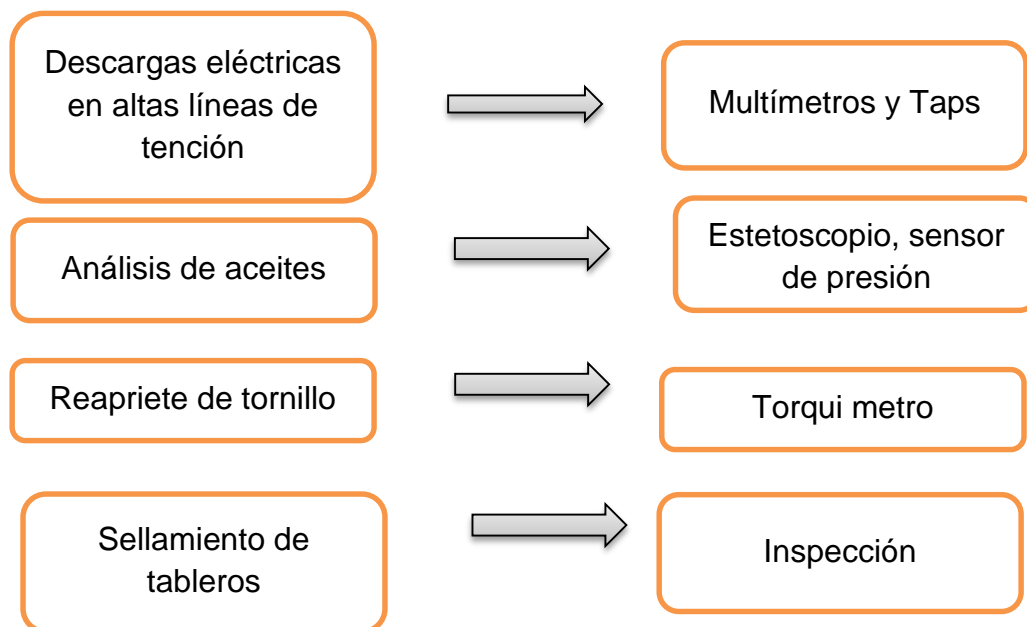 Descargas eléctricas
en altas líneas de
tención
Multímetros y Taps
Análisis de aceites
Estetoscopio, sensor
de presión
Reapriete de tornillo
Torqui metro
Sellamiento de
tableros
Inspección